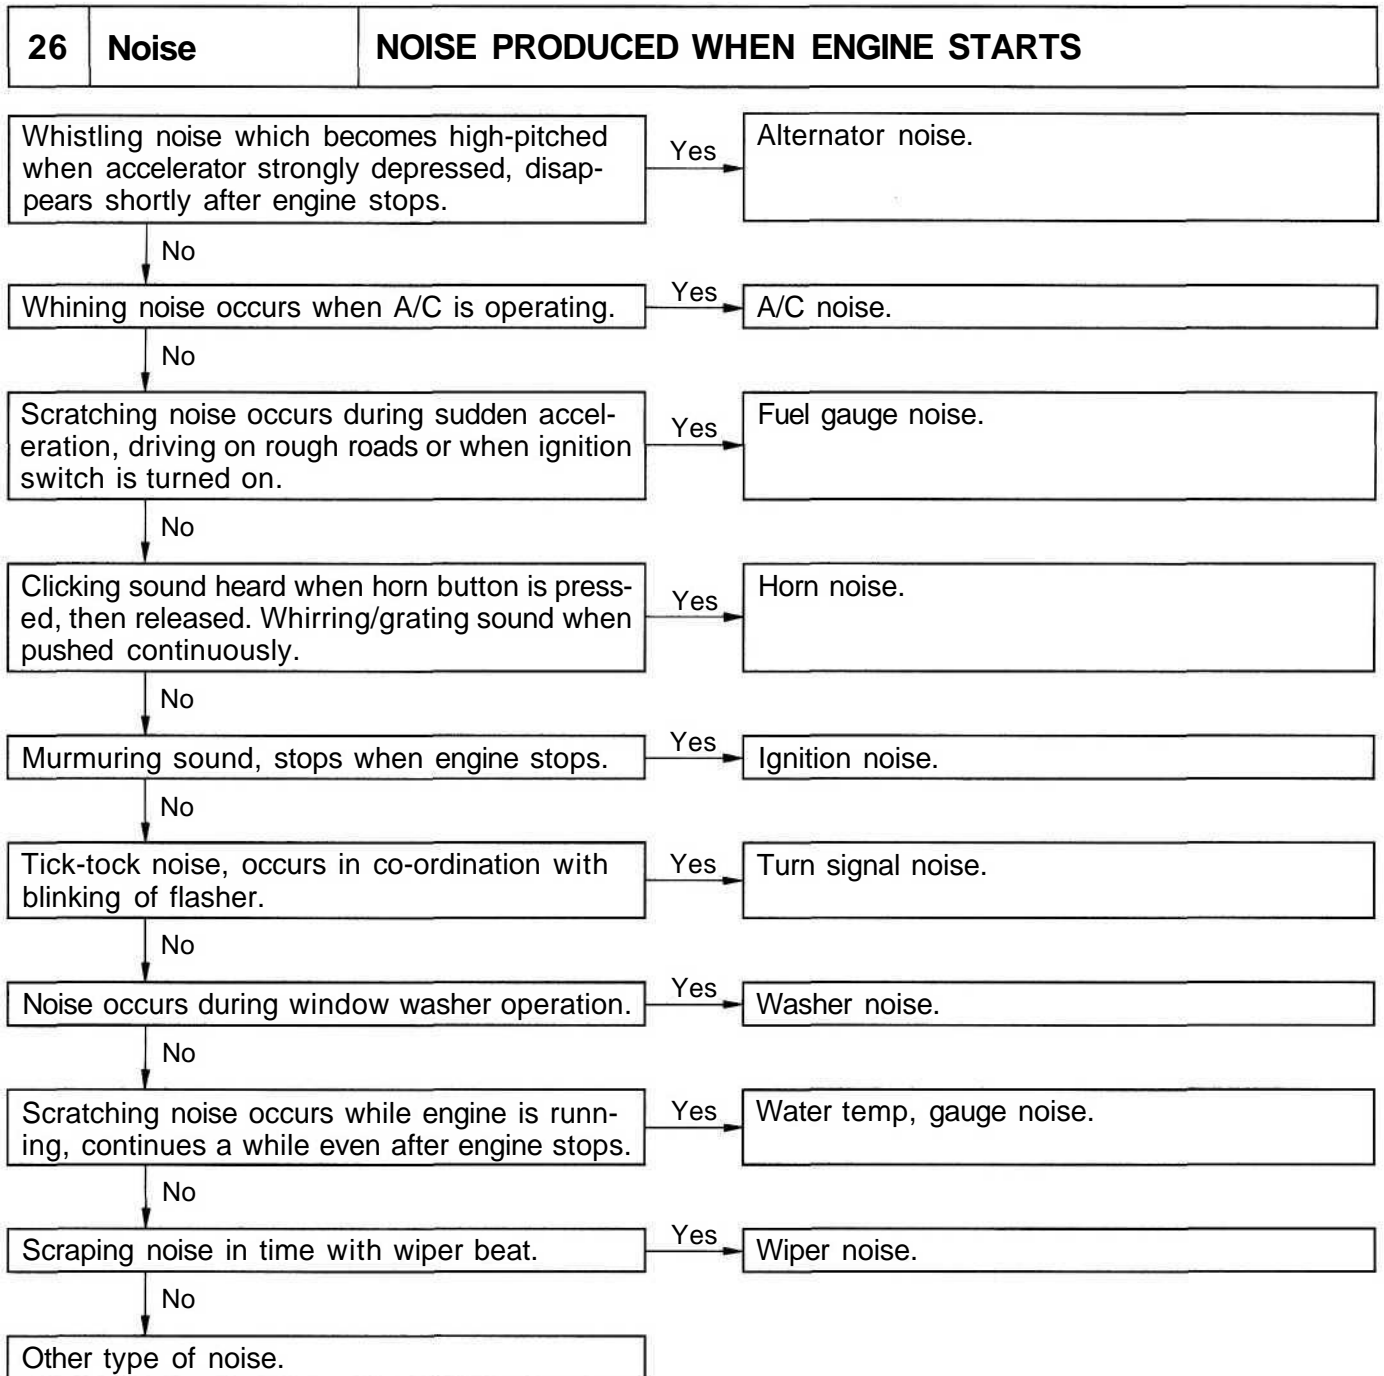 26 Noise NOISE PRODUCED WHEN ENGINE STARTS
Whistling noise which becomes high-pitched
when accelerator strongly depressed, disap-
pears shortly after engine stops.
Yes
Alternator noise.
No
Whining noise occurs when A/C is operating.
Yes
A/C noise.
No
Scratching noise occurs during sudden accel-
eration, driving on rough roads or when ignition
switch is turned on.
Yes
Fuel gauge noise.
No
Clicking sound heard when horn button is press-
ed, then released. Whirring/grating sound when
pushed continuously.
Yes
Horn noise.
No
Murmuring sound, stops when engine stops.
Yes
Ignition noise.
No
Tick-tock noise, occurs in co-ordination with
blinking of flasher.
Yes
Turn signal noise.
No
Noise occurs during window washer operation.
Yes
Washer noise.
No
Scratching noise occurs while engine is runn-
ing, continues a while even after engine stops.
Yes
Water temp, gauge noise.
No
Scraping noise in time with wiper beat.
Yes
Wiper noise.
No
Other type of noise.